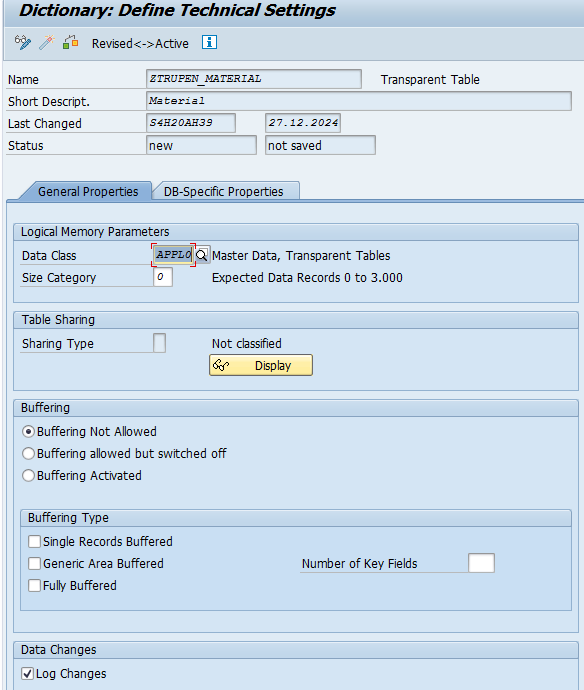 Dictionary: Define Technical Settings
Revised<->Active
Name ZTRUPEN_MATERIAL Transparent Table
Short Descript. Material
Last Changed S4H20AH39 27.12.2024
Status new not saved
General Properties DB-Specific Properties
Logical Memory Parameters
Data Class APPL0 Master Data, Transparent Tables
Size Category 0 Expected Data Records 0 to 3.000
Table Sharing
Sharing Type Not classified
Display
Buffering
Buffering Not Allowed
Buffering allowed but switched off
Buffering Activated
Buffering Type
Single Records Buffered
Generic Area Buffered Number of Key Fields
Fully Buffered
Data Changes
Log Changes